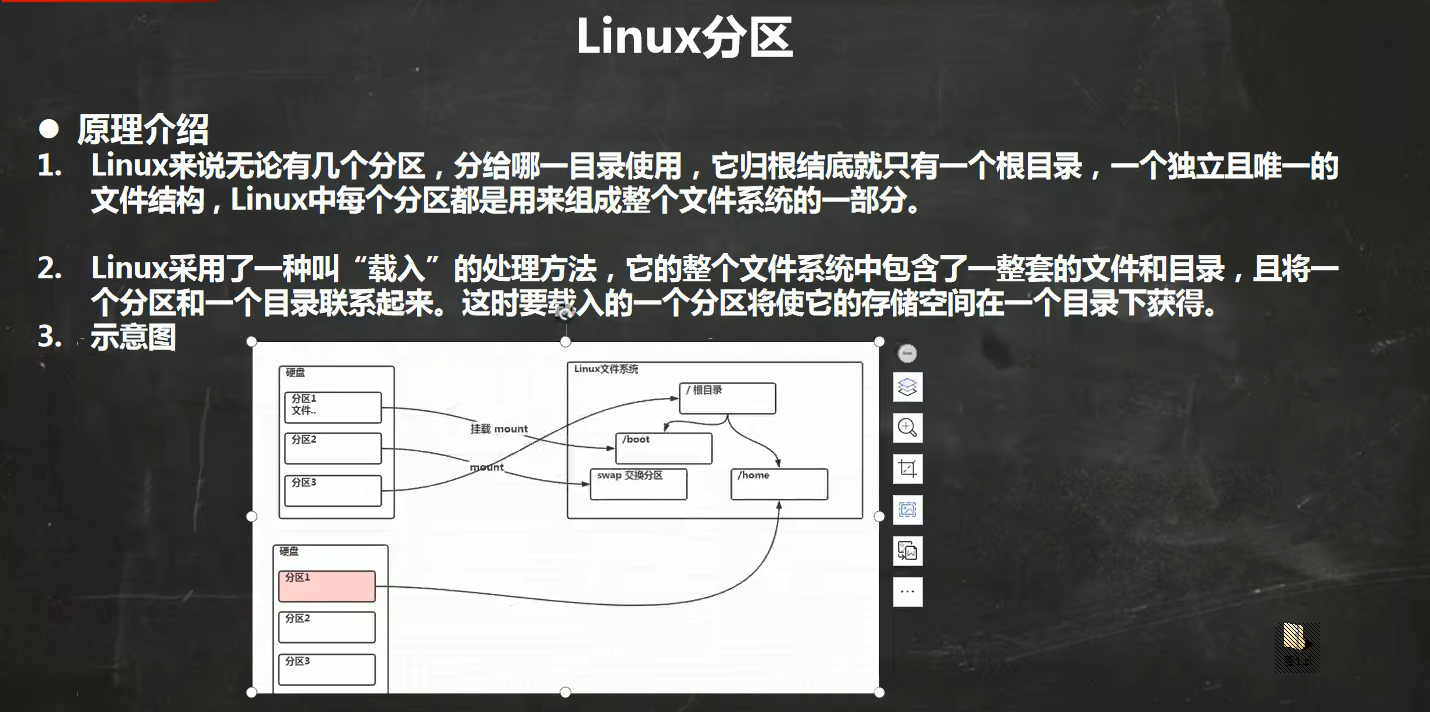 Linux分区
● 原理介绍
1. Linux来说无论有几个分区，分给哪一目录使用，它归根结底就只有一个根目录，一个独立且唯一的
文件结构，Linux中每个分区都是用来组成整个文件系统的一部分。
2. Linux采用了一种叫“载入”的处理方法，它的整个文件系统中包含了一整套的文件和目录，且将一
个分区和一个目录联系起来。这时要载入的一个分区将使它的存储空间在一个目录下获得。
3. 示意图
硬盘
分区1
文件..
分区2
分区3
挂载 mount
mount
Linux文件系统
/ 根目录
/boot
swap 交换分区
/home
硬盘
分区1
分区2
分区3